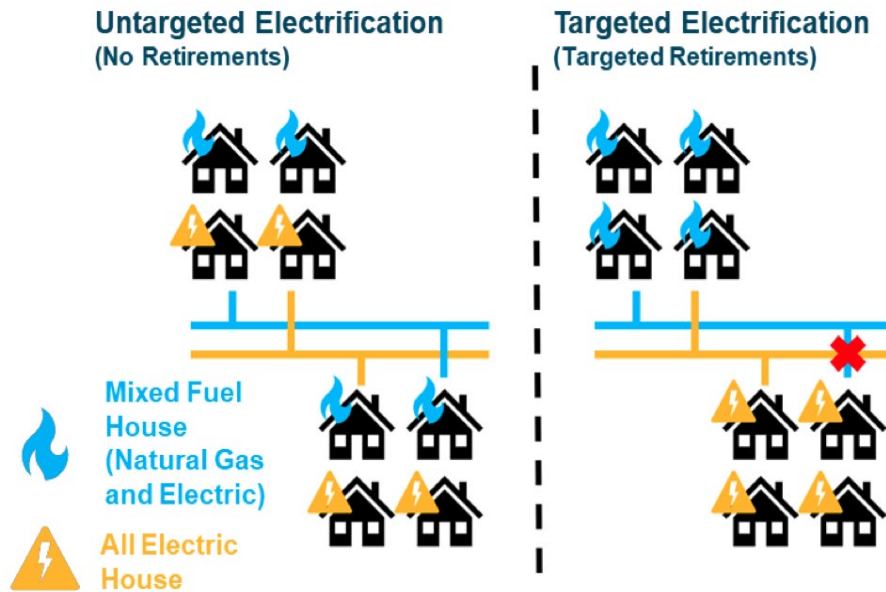 Untargeted Electrification
(No Retirements)
Targeted Electrification
(Targeted Retirements)
Mixed Fuel
House
(Natural Gas
and Electric)
All Electric
House